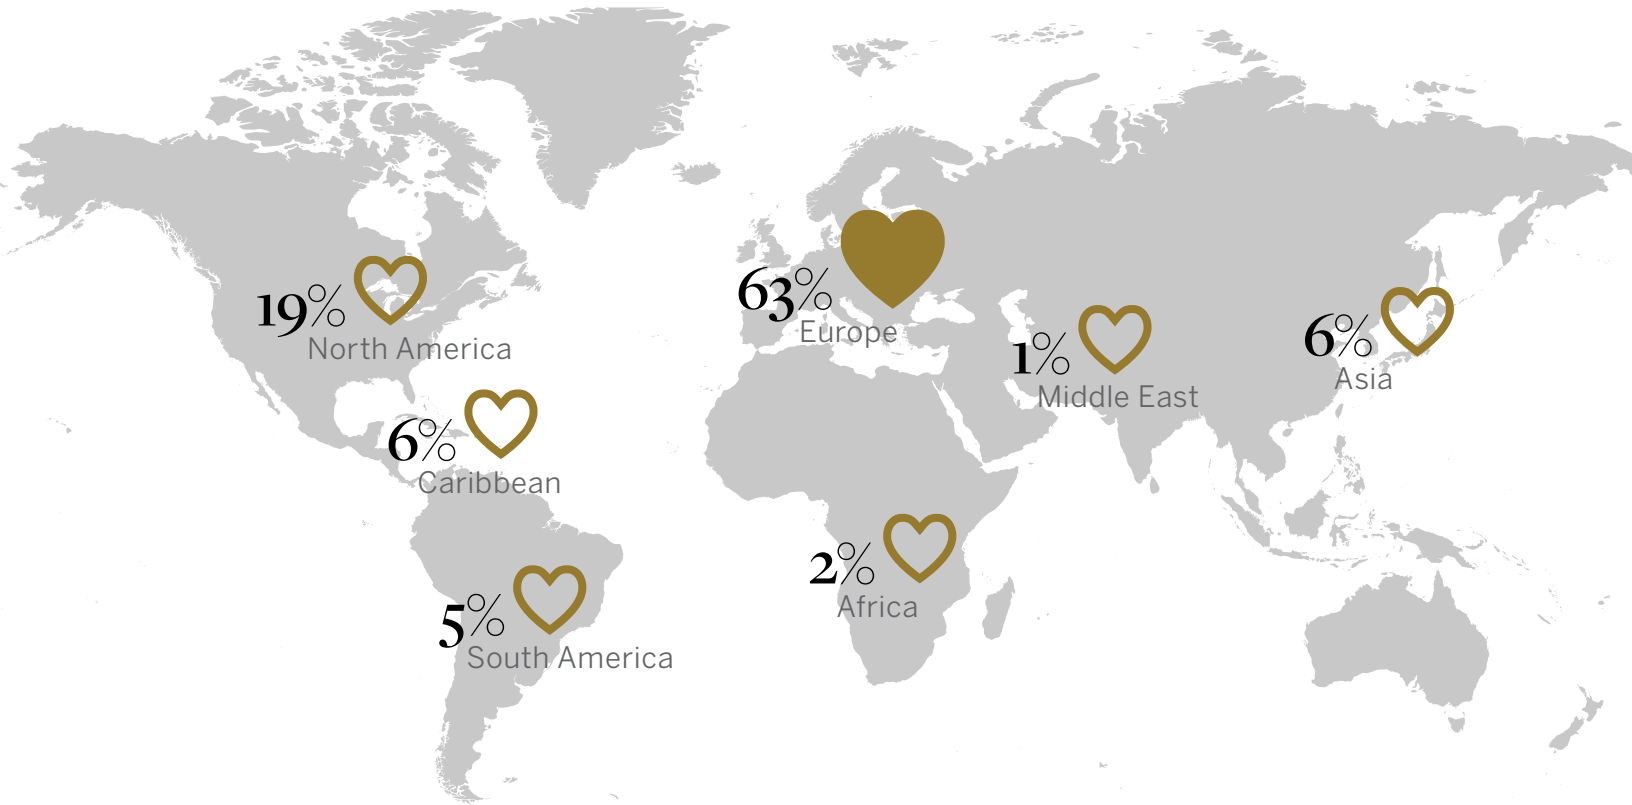 19%
North America
6%
Caribbean
5%
South America
63%
Europe
2%
Africa
1%
Middle East
6%
Asia